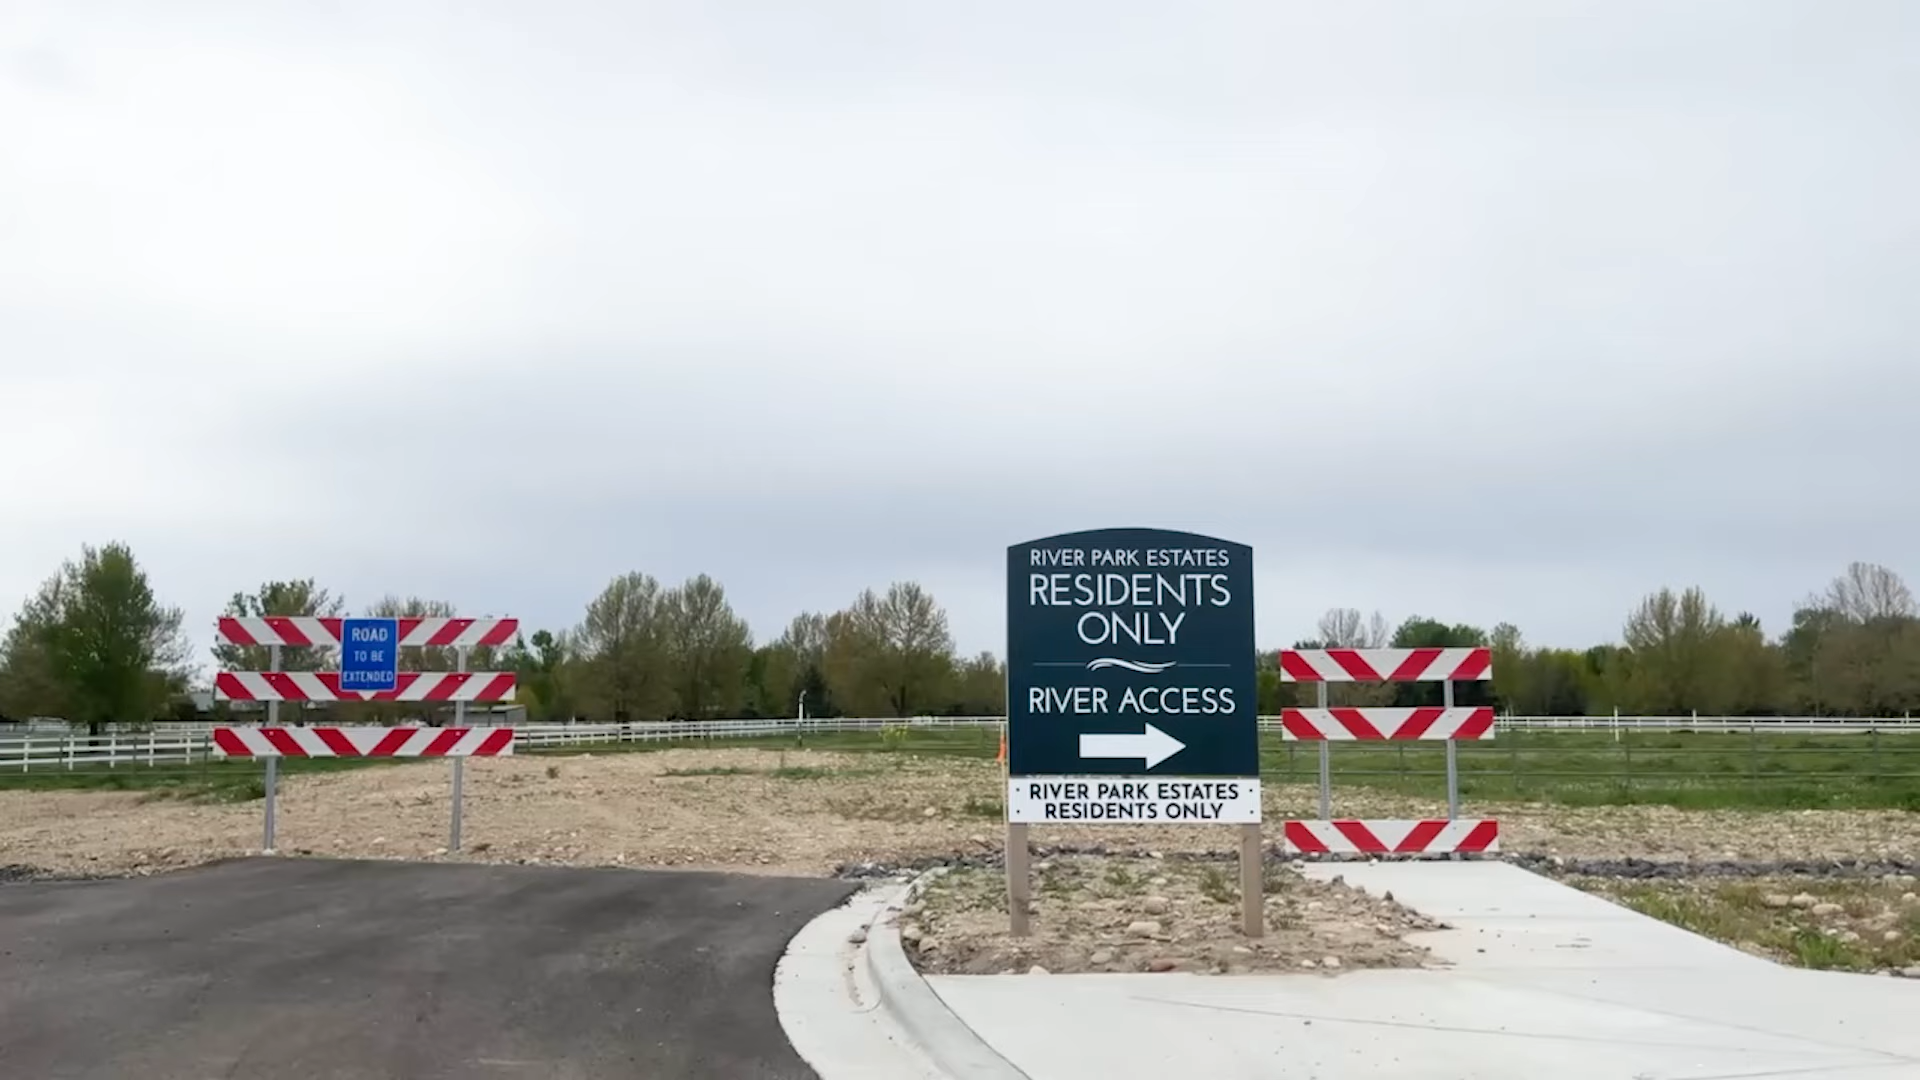 ROAD
TO BE
EXTENDED
RIVER PARK ESTATES
RESIDENTS
ONLY
RIVER ACCESS
RIVER PARK ESTATES
RESIDENTS ONLY